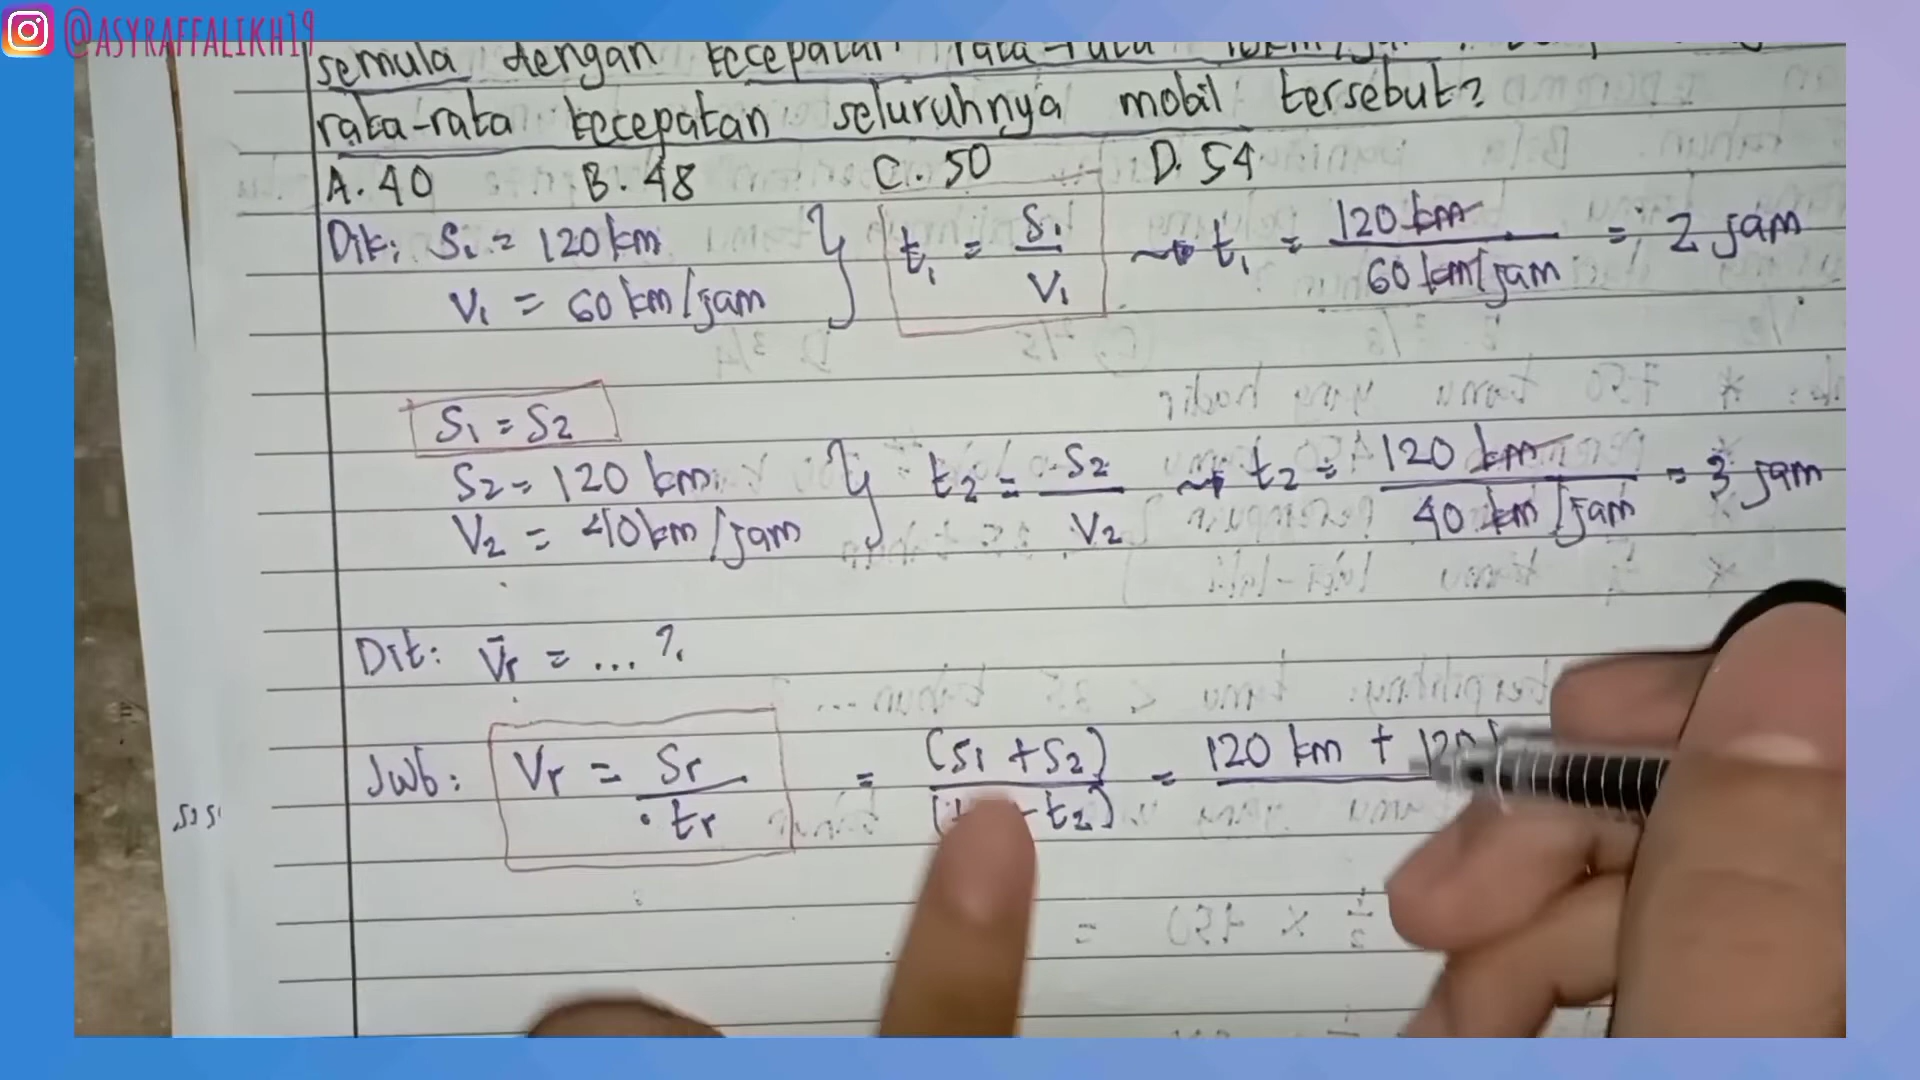 @ASYRAFFALIKH19
semula dengan kecepatan rata-rata
rata-rata kecepatan seluruhnya mobil tersebut?
A. 40 B. 48 C. 50 D. 54
Dik: S₁ = 120 km } t₁ = S₁/V₁ ~→ t₁ = 120 km/60 km/jam = 2 jam
V₁ = 60 km/jam
S₁ = S₂
S₂ = 120 km } t₂ = S₂/V₂ ~→ t₂ = 120 km/40 km/jam = 3 jam
V₂ = 40 km/jam
Dit: V̄r = ... ?
Jwb: Vr = Sr/tr = (S₁ + S₂)/(t₂) = 120 km + 120